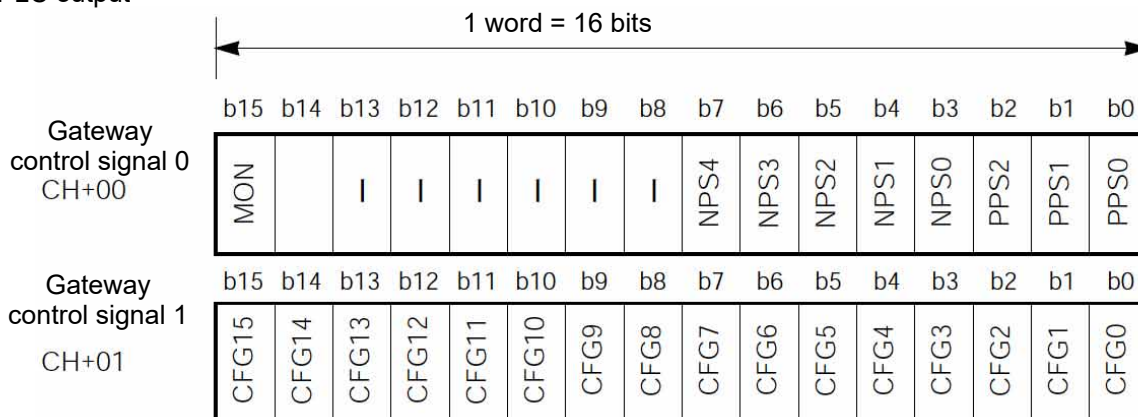 1 word = 16 bits
b15 b14 b13 b12 b11 b10 b9 b8 b7 b6 b5 b4 b3 b2 b1 b0
Gateway
control signal 0
CH+00
MON I I I I I I NPS4 NPS3 NPS2 NPS1 NPS0 PPS2 PPS1 PPS0
b15 b14 b13 b12 b11 b10 b9 b8 b7 b6 b5 b4 b3 b2 b1 b0
Gateway
control signal 1
CH+01
CFG15 CFG14 CFG13 CFG12 CFG11 CFG10 CFG9 CFG8 CFG7 CFG6 CFG5 CFG4 CFG3 CFG2 CFG1 CFG0